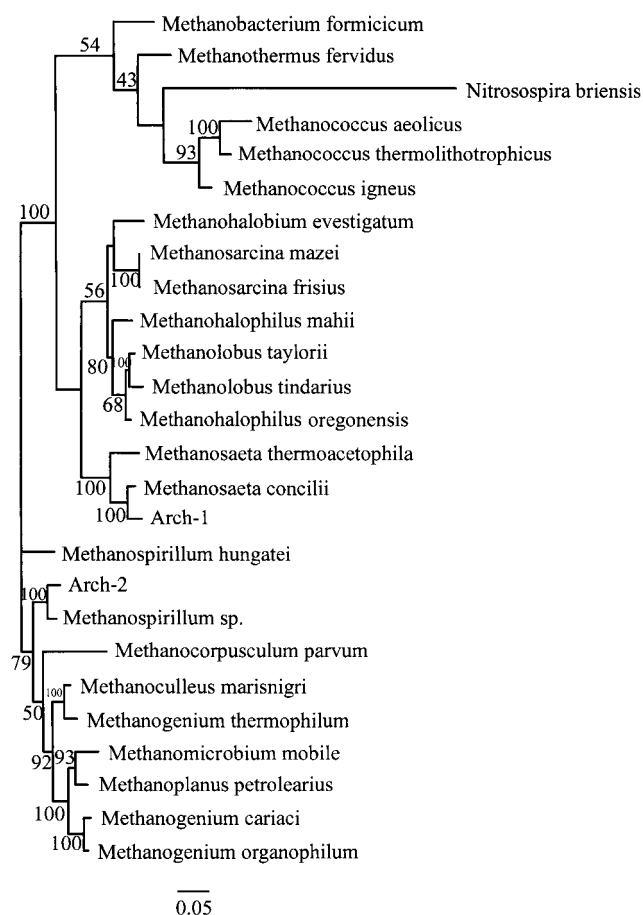 Methanobacterium formicicum
54
Methanothermus fervidus
43
Nitrosospira briensis
100
Methanococcus aeolicus
93
Methanococcus thermolithotrophicus
Methanococcus igneus
100
Methanohalobium evestigatum
Methanosarcina mazei
100
56
Methanosarcina frisius
Methanohalophilus mahii
Methanolobus taylorii
80
100
Methanolobus tindarius
68
Methanohalophilus oregonensis
Methanosaeta thermoacetophila
100
Methanosaeta concilii
100
Arch-1
Methanospirillum hungatei
100
Arch-2
Methanospirillum sp.
79
Methanocorpusculum parvum
100
Methanoculleus marisnigri
50
Methanogenium thermophilum
92
93
Methanomicrobium mobile
Methanoplanus petrolearius
100
Methanogenium cariaci
100
Methanogenium organophilum
0.05